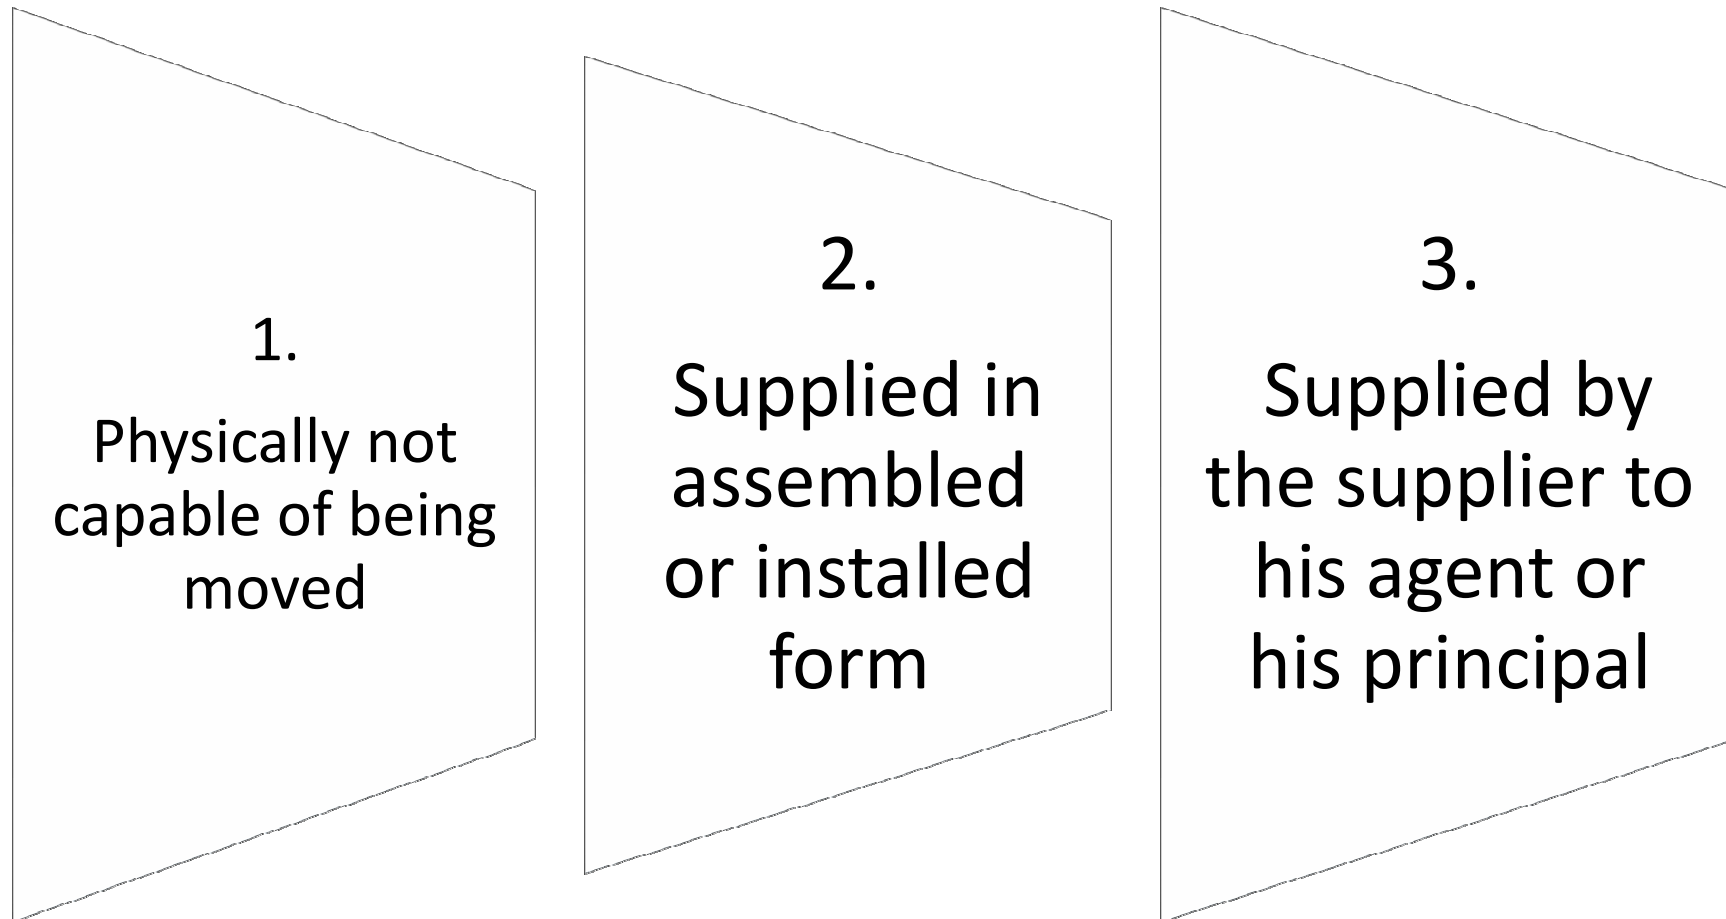 1.
Physically not
capable of being
moved
2.
Supplied in
assembled
or installed
form
3.
Supplied by
the supplier to
his agent or
his principal